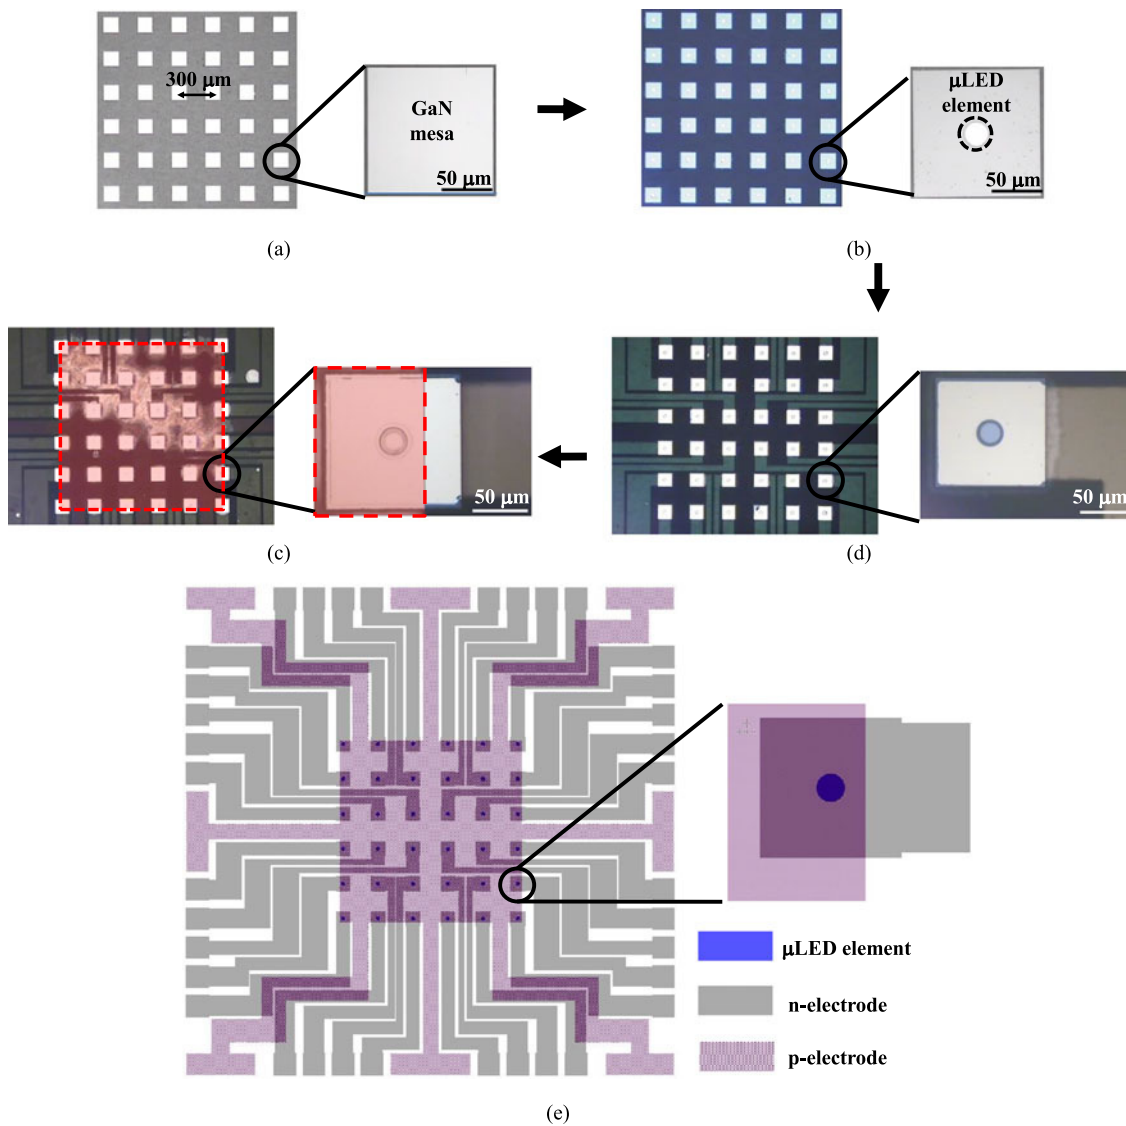 300 μm
GaN
mesa
50 μm
(a)
μLED
element
50 μm
(b)
50 μm
(c)
50 μm
(d)
μLED element
n-electrode
p-electrode
(e)